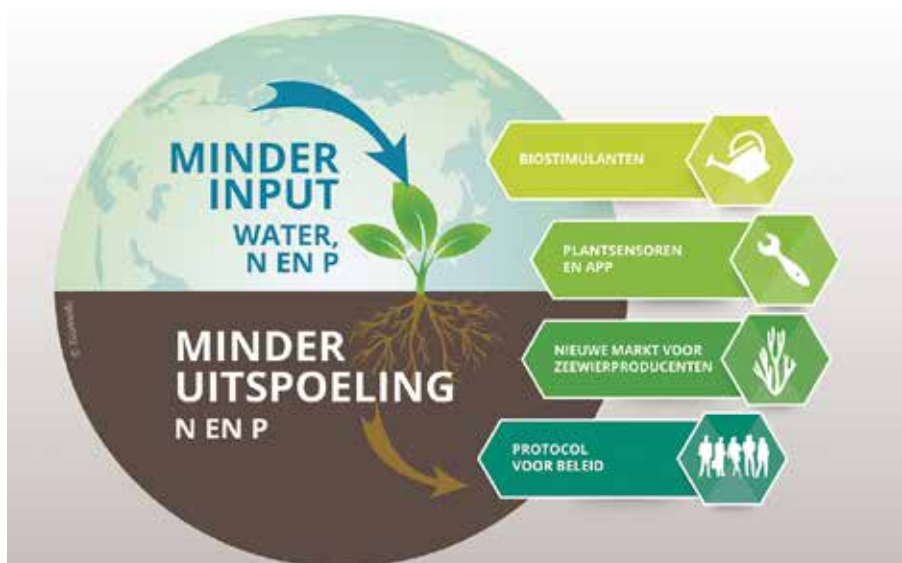 MINDER
INPUT
WATER,
N EN P
MINDER
UITSPOELING
N EN P
BIOSTIMULANTEN
PLANTSENSOREN
EN APP
NIEUWE MARKT VOOR
ZEEWIERPRODUCENTEN
PROTOCOL
VOOR BELEID